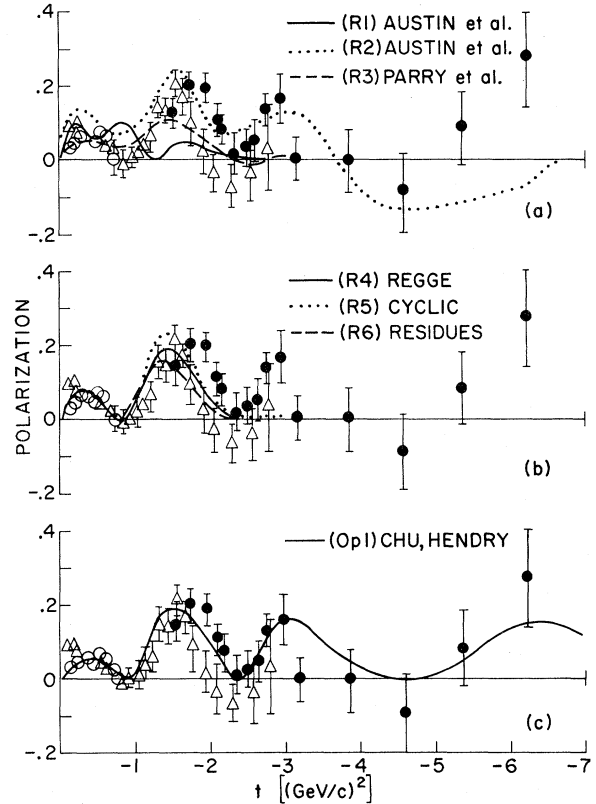 .4
.2
0
-.2
(R1) AUSTIN et al.
(R2) AUSTIN et al.
(R3) PARRY et al.
(a)
POLARIZATION
.4
.2
0
-.2
(R4) REGGE
(R5) CYCLIC
(R6) RESIDUES
(b)
.4
.2
0
-.2
(Op1) CHU, HENDRY
(c)
-1 -2 -3 -4 -5 -6 -7
t [(GeV/c)²]